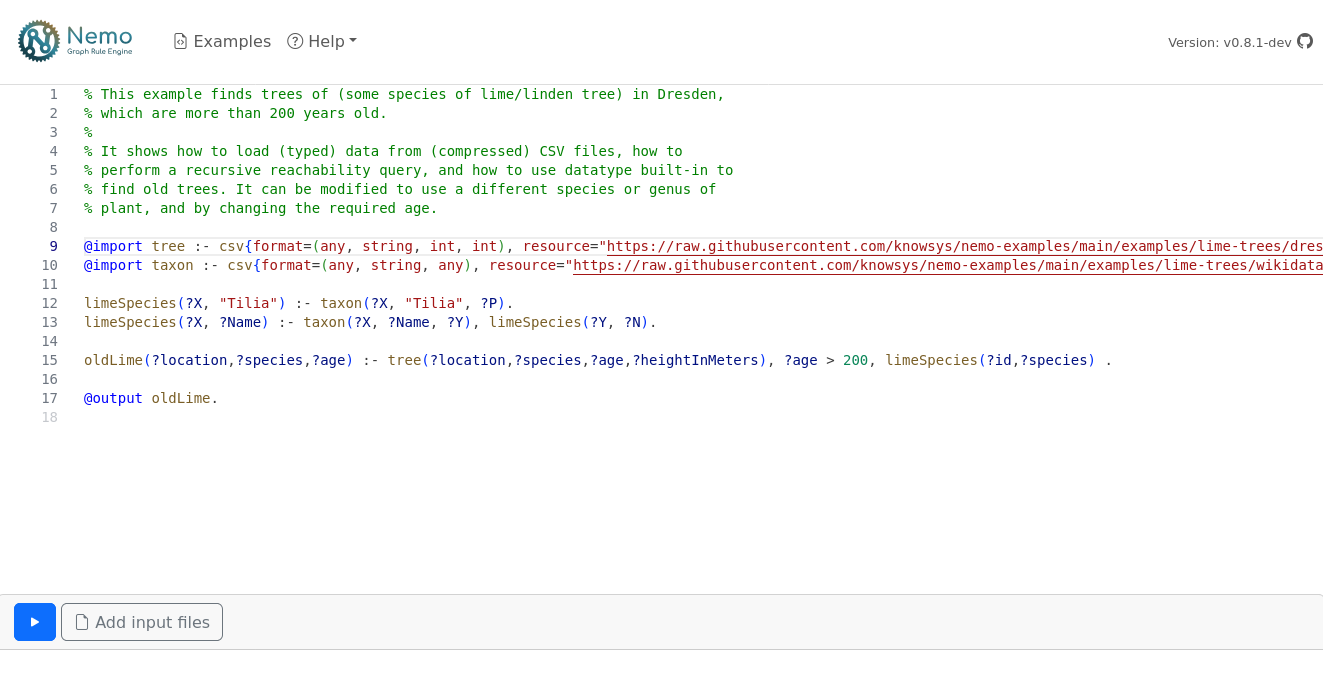 Nemo
Graph Rule Engine
Examples
Help
Version: v0.8.1-dev
1 % This example finds trees of (some species of lime/linden tree) in Dresden,
2 % which are more than 200 years old.
3 %
4 % It shows how to load (typed) data from (compressed) CSV files, how to
5 % perform a recursive reachability query, and how to use datatype built-in to
6 % find old trees. It can be modified to use a different species or genus of
7 % plant, and by changing the required age.
8
9 @import tree :- csv{format=(any, string, int, int), resource="https://raw.githubusercontent.com/knowsys/nemo-examples/main/examples/lime-trees/dres
10 @import taxon :- csv{format=(any, string, any), resource="https://raw.githubusercontent.com/knowsys/nemo-examples/main/examples/lime-trees/wikidata
11
12 limeSpecies(?X, "Tilia") :- taxon(?X, "Tilia", ?P).
13 limeSpecies(?X, ?Name) :- taxon(?X, ?Name, ?Y), limeSpecies(?Y, ?N).
14
15 oldLime(?location,?species,?age) :- tree(?location,?species,?age,?heightInMeters), ?age > 200, limeSpecies(?id,?species) .
16
17 @output oldLime.
18
Add input files